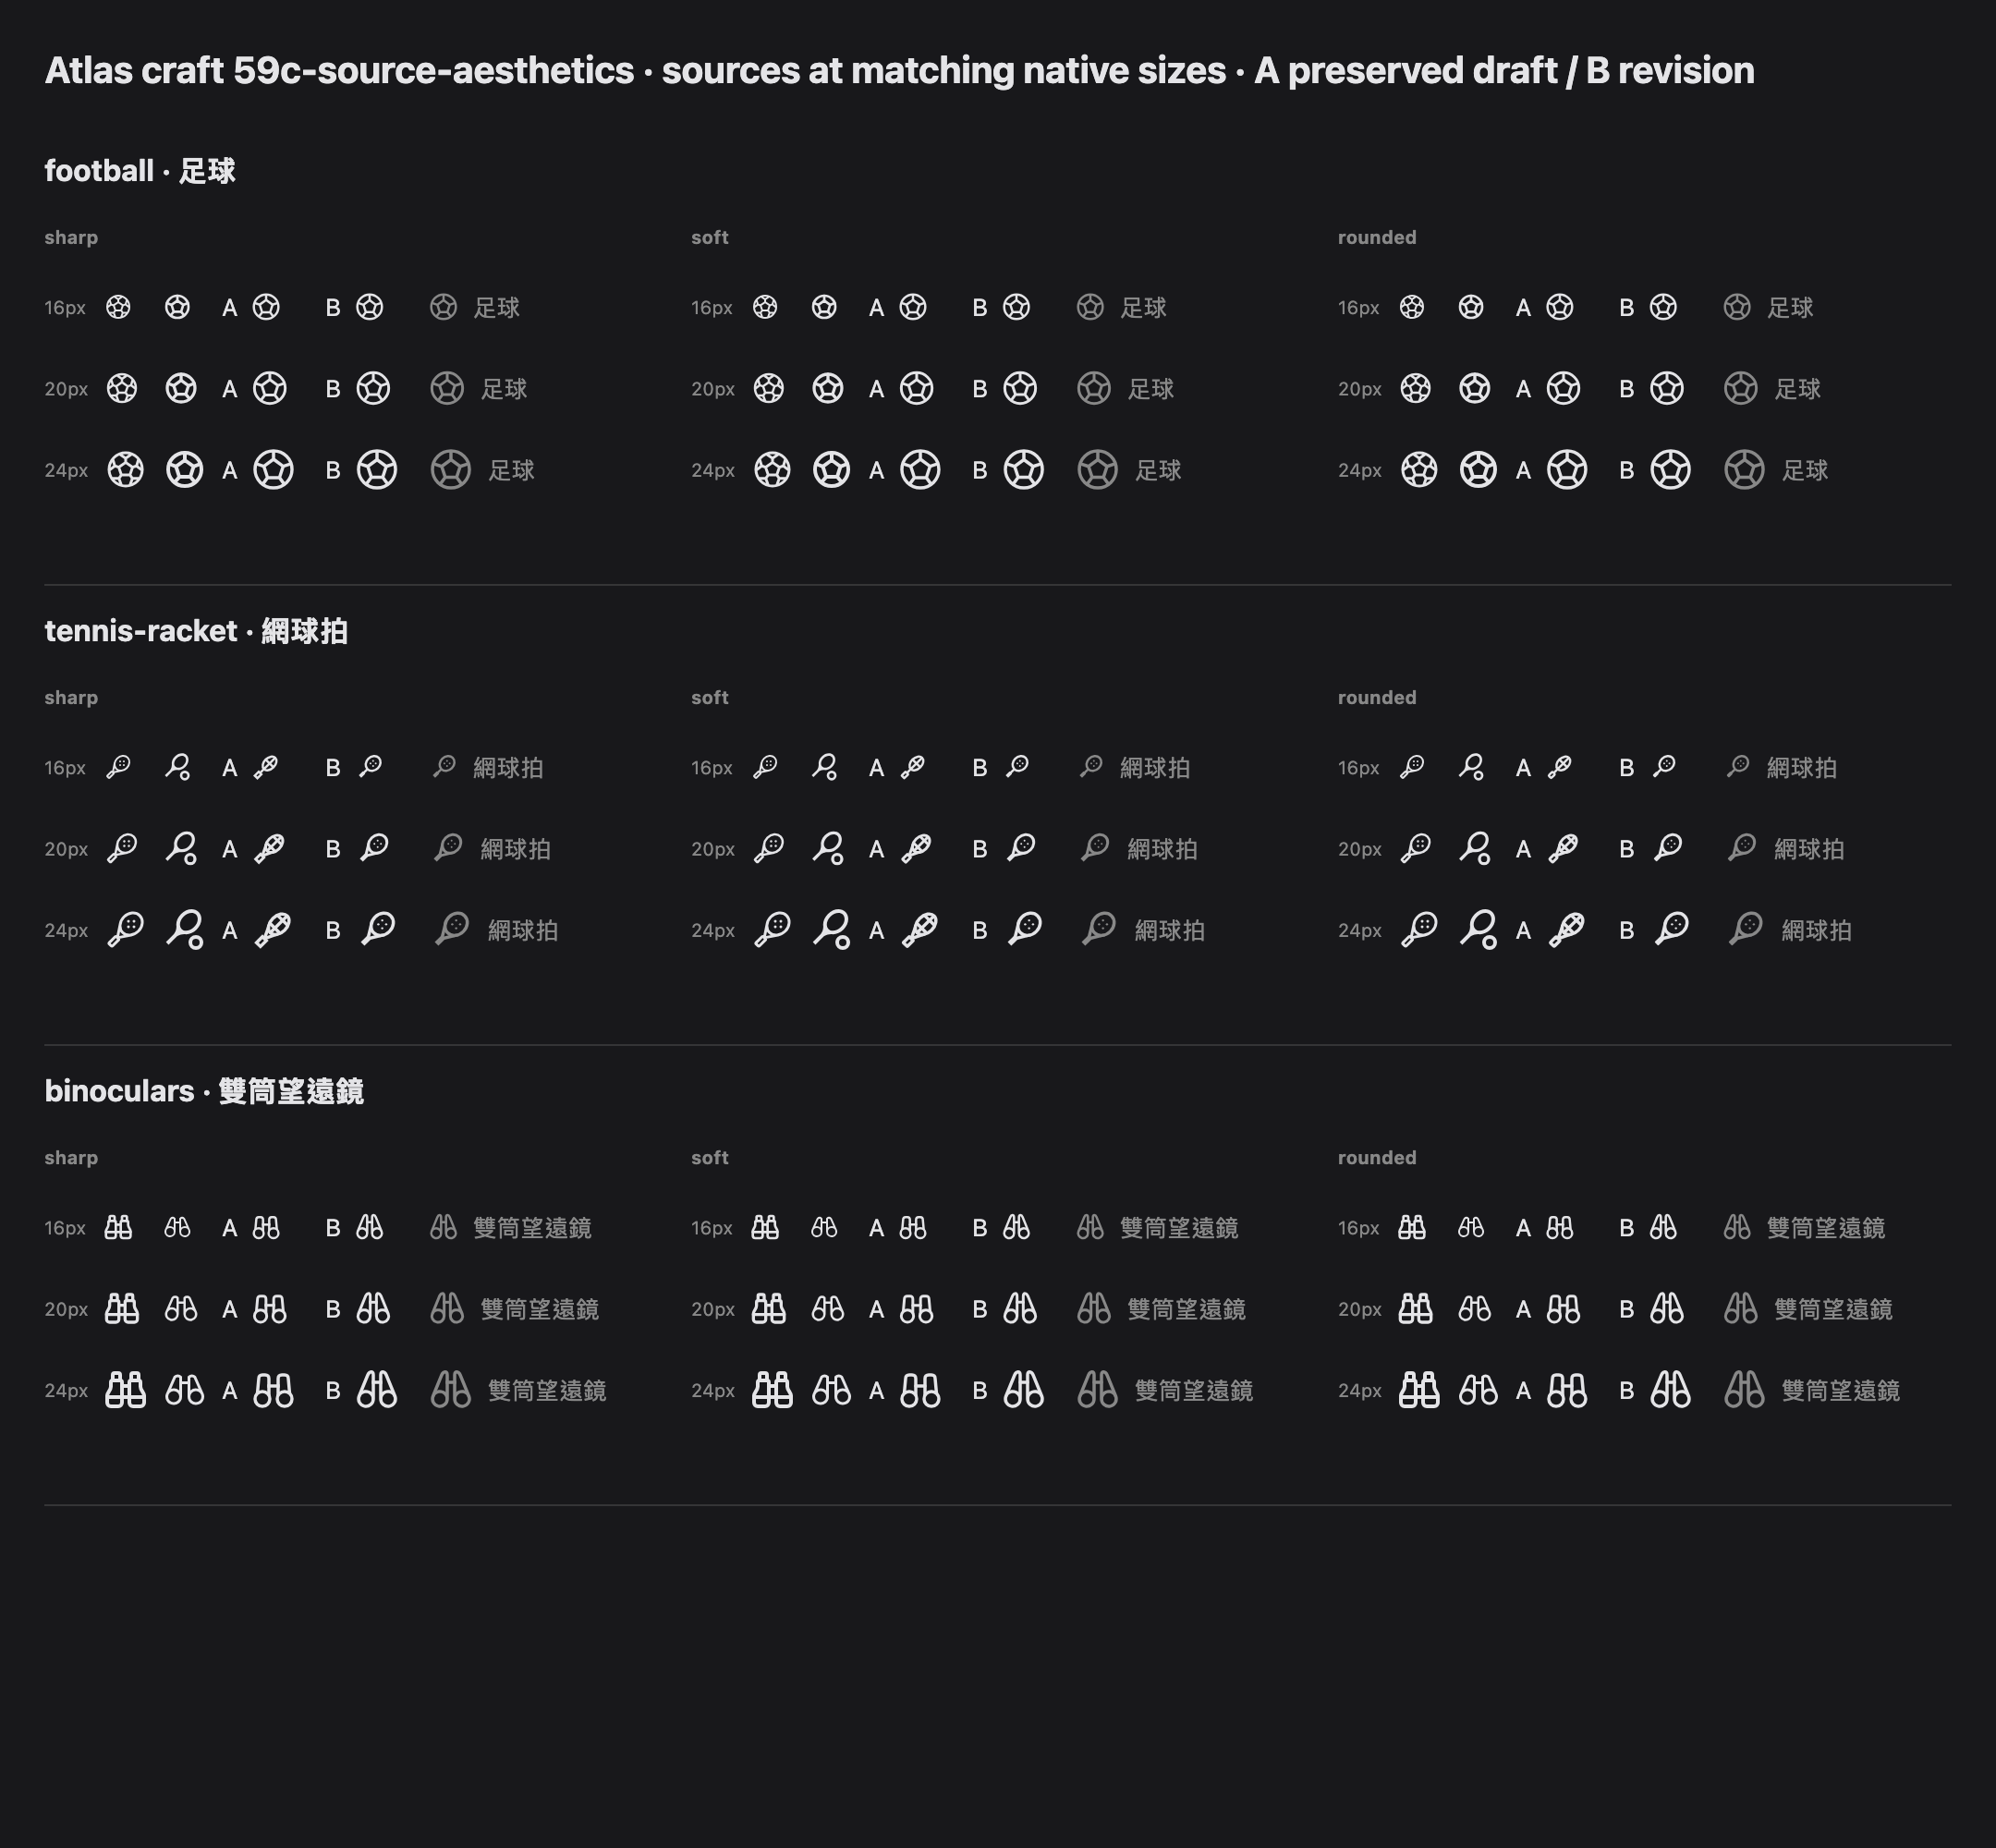 Atlas craft 59c-source-aesthetics · sources at matching native sizes · A preserved draft / B revision
football · 足球
sharp soft rounded
16px A B 足球 16px A B 足球 16px A B 足球
20px A B 足球 20px A B 足球 20px A B 足球
24px A B 足球 24px A B 足球 24px A B 足球
tennis-racket · 網球拍
sharp soft rounded
16px A B 網球拍 16px A B 網球拍 16px A B 網球拍
20px A B 網球拍 20px A B 網球拍 20px A B 網球拍
24px A B 網球拍 24px A B 網球拍 24px A B 網球拍
binoculars · 雙筒望遠鏡
sharp soft rounded
16px A B 雙筒望遠鏡 16px A B 雙筒望遠鏡 16px A B 雙筒望遠鏡
20px A B 雙筒望遠鏡 20px A B 雙筒望遠鏡 20px A B 雙筒望遠鏡
24px A B 雙筒望遠鏡 24px A B 雙筒望遠鏡 24px A B 雙筒望遠鏡